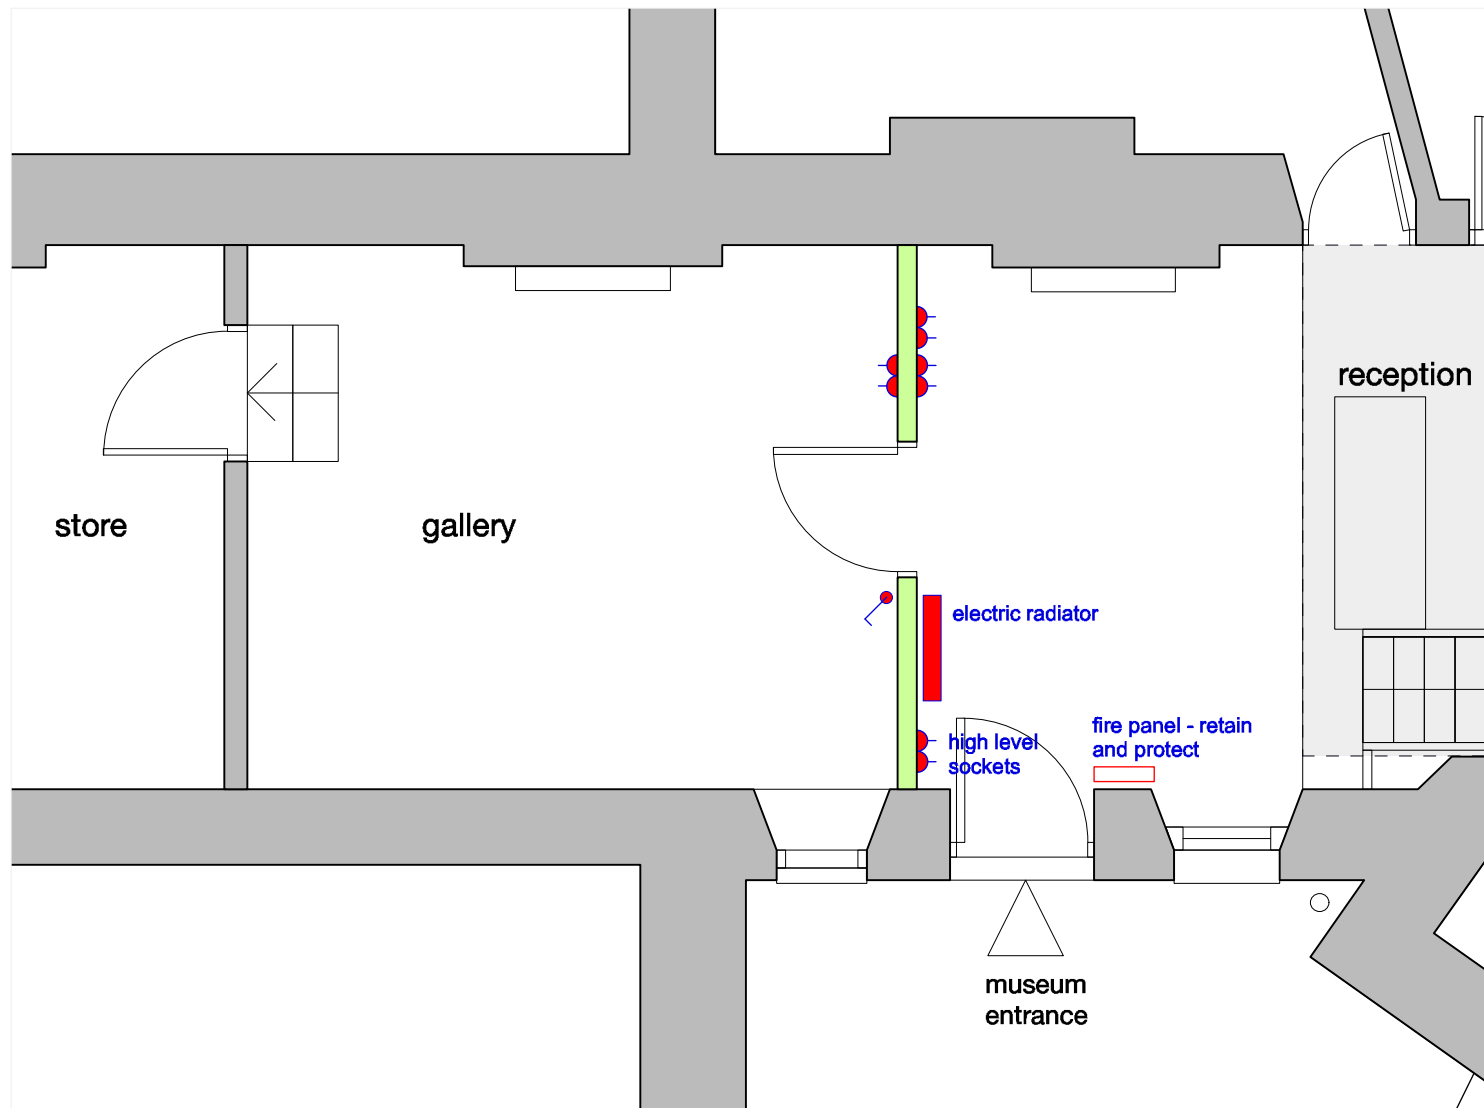 reception
store
gallery
electric radiator
fire panel - retain
and protect
high level
sockets
museum
entrance